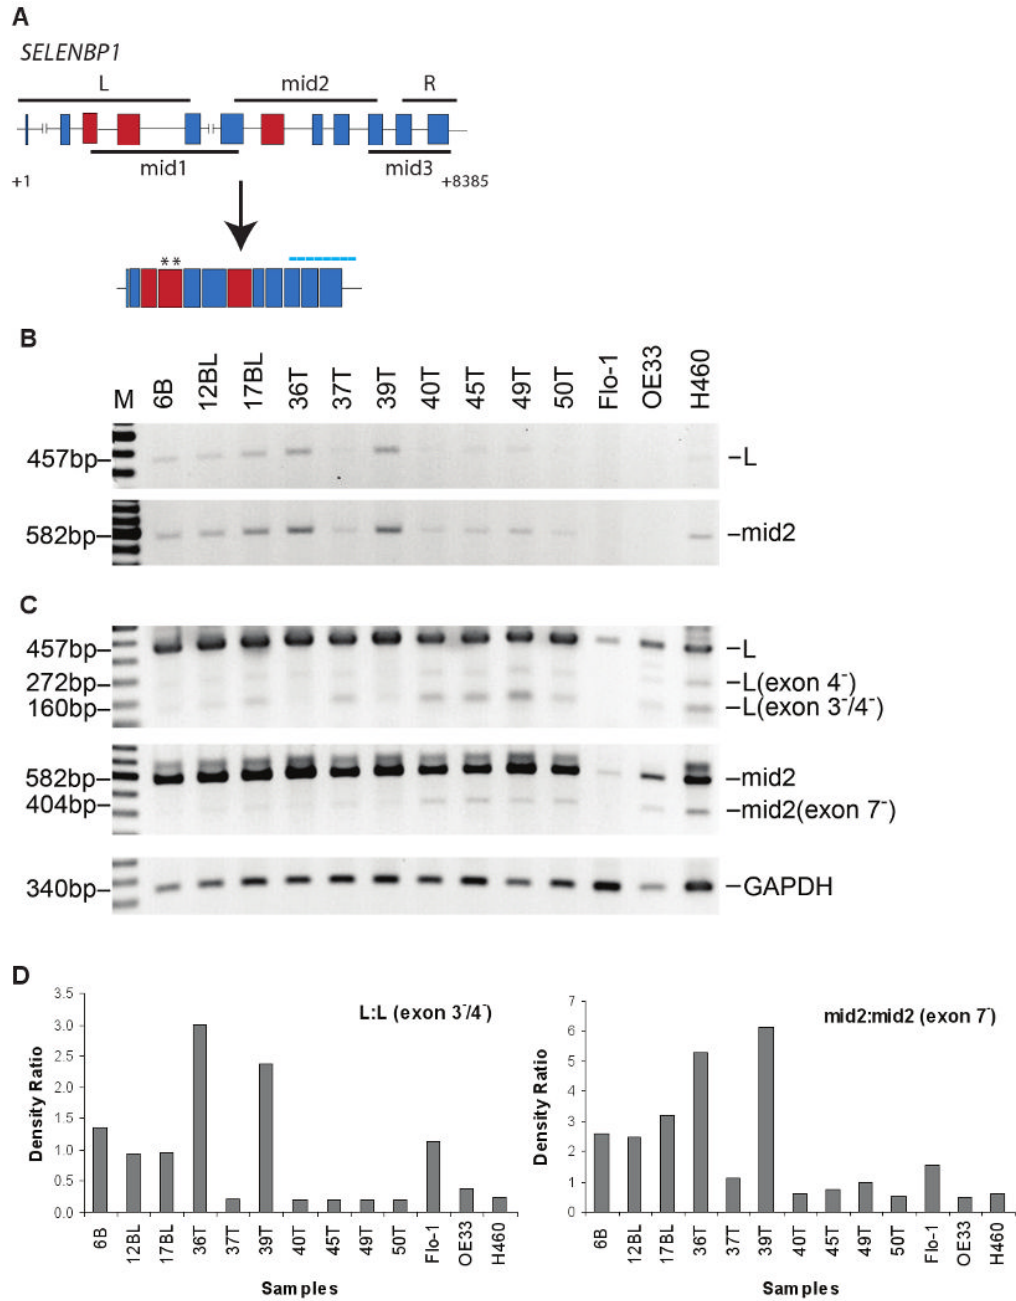 A
SELENBP1
L mid2 R
mid1 mid3
+1 +8385
**
B
M 6B 12BL 17BL 36T 37T 39T 40T 45T 49T 50T Flo-1 OE33 H460
457bp– –L
582bp– –mid2
C
457bp– –L
272bp– –L(exon 4⁻)
160bp– –L(exon 3⁻/4⁻)
582bp– –mid2
404bp– –mid2(exon 7⁻)
340bp– –GAPDH
D
L:L (exon 3⁻/4⁻)
Density Ratio
3.5
3.0
2.5
2.0
1.5
1.0
0.5
0.0
6B 12BL 17BL 36T 37T 39T 40T 45T 49T 50T Flo-1 OE33 H460
Samples
mid2:mid2 (exon 7⁻)
Density Ratio
7
6
5
4
3
2
1
0
6B 12BL 17BL 36T 37T 39T 40T 45T 49T 50T Flo-1 OE33 H460
Samples